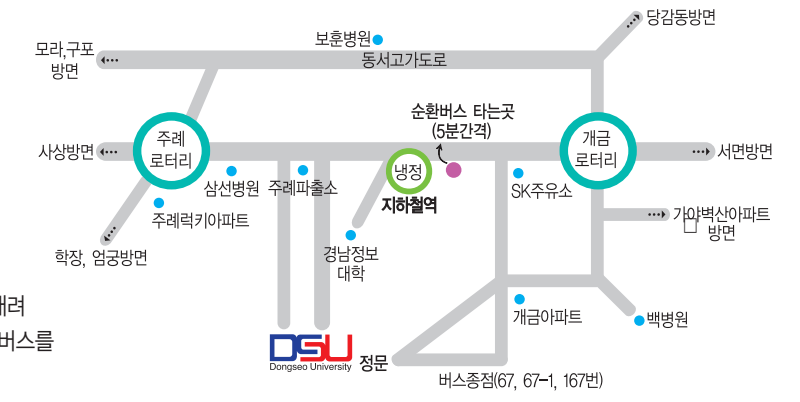 당감동방면
보훈병원
모라,구포
방면
동서고가도로
순환버스 타는곳
(5분간격)
주례
로터리
개금
로터리
사상방면
서면방면
냉정
지하철역
삼선병원
주례파출소
SK주유소
주례럭키아파트
가야벽산아파트
방면
학장, 엄궁방면
경남정보
대학
내려
버스를
개금아파트
백병원
DSU
Dongseo University
정문
버스종점(67, 67-1, 167번)